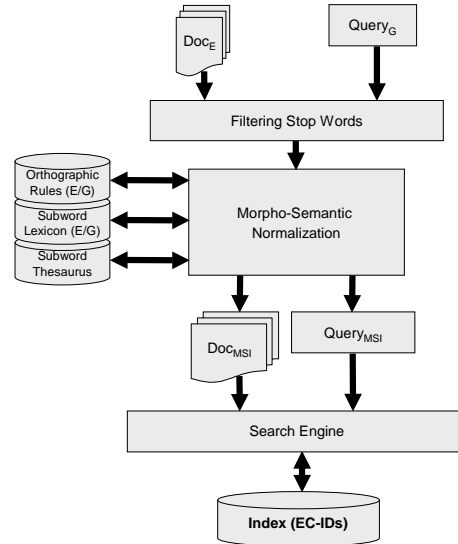 Doc_E
Query_G
Filtering Stop Words
Orthographic
Rules (E/G)
Subword
Lexicon (E/G)
Subword
Thesaurus
Morpho-Semantic
Normalization
Doc_MSI
Query_MSI
Search Engine
Index (EC-IDs)